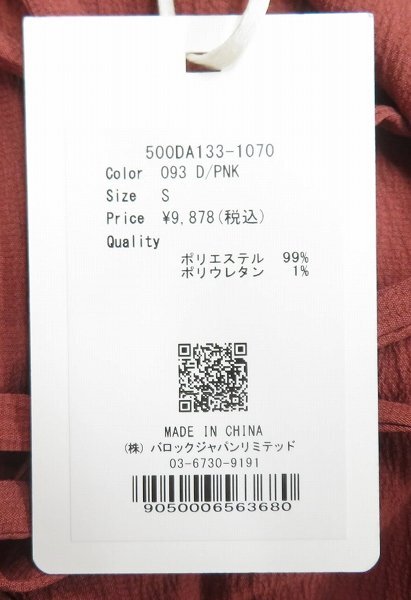 500DA133-1070
Color 093 D/PNK
Size S
Price ¥9,878(税込)
Quality
ポリエステル 99%
ポリウレタン 1%
MADE IN CHINA
(株) バロックジャパンリミテッド
03-6730-9191
9050006563680